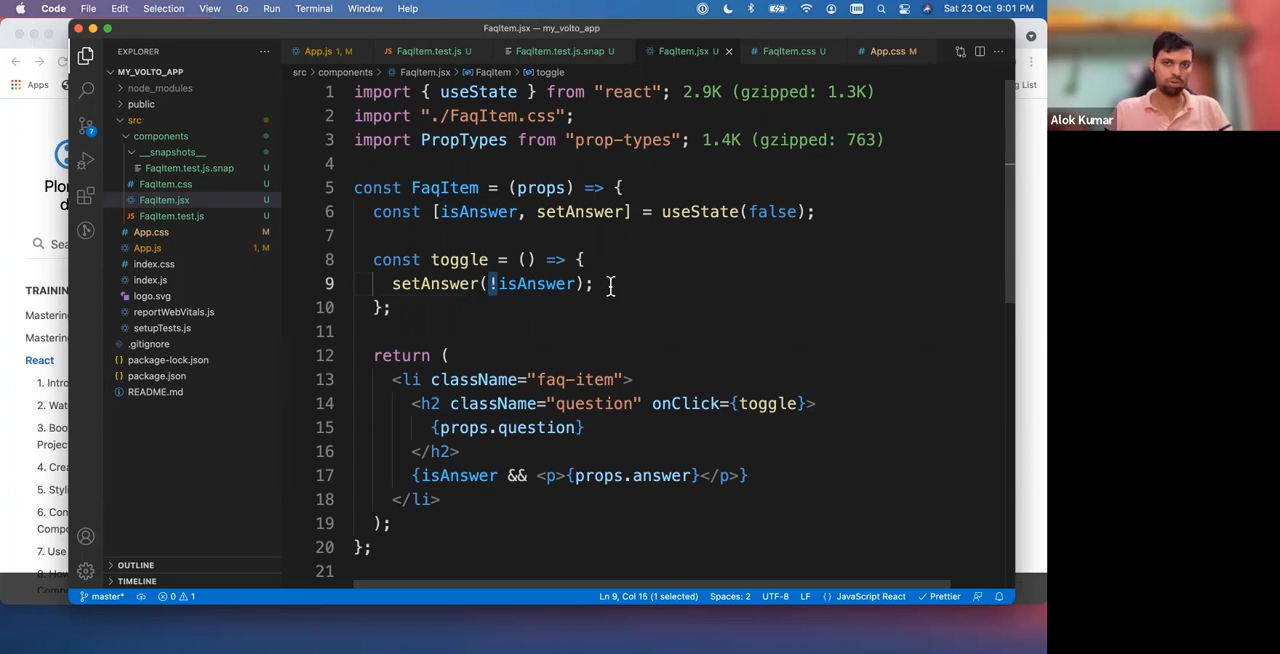 Code File Edit Selection View Go Run Terminal Window Help
Sat 23 Oct 9:01 PM
FaqItem.jsx — my_volto_app
EXPLORER
App.js 1, M
FaqItem.test.js U
FaqItem.test.js.snap U
FaqItem.jsx U
FaqItem.css U
App.css M
src > components > FaqItem.jsx > FaqItem > toggle
MY_VOLTO_APP
node_modules
public
src
components
__snapshots__
FaqItem.test.js.snap U
FaqItem.css U
FaqItem.jsx U
FaqItem.test.js U
App.css M
App.js 1, M
index.css
index.js
logo.svg
reportWebVitals.js
setupTests.js
.gitignore
package-lock.json
package.json
README.md
OUTLINE
TIMELINE
7
1 import { useState } from "react"; 2.9K (gzipped: 1.3K)
2 import "./FaqItem.css";
3 import PropTypes from "prop-types"; 1.4K (gzipped: 763)
4
5 const FaqItem = (props) => {
6 const [isAnswer, setAnswer] = useState(false);
7
8 const toggle = () => {
9 setAnswer(!isAnswer);
10 };
11
12 return (
13 <li className="faq-item">
14 <h2 className="question" onClick={toggle}>
15 {props.question}
16 </h2>
17 {isAnswer && <p>{props.answer}</p>}
18 </li>
19 );
20 };
21
master* 0 1
Ln 9, Col 15 (1 selected) Spaces: 2 UTF-8 LF {} JavaScript React Prettier
Apps
Plon
d
Sea
TRAININ
Mastering
Mastering
React
1. Intro
2. Wat
3. Boo
Project
4. Crea
5. Styli
6. Con
Compo
7. Use
8. How
Compo
ng List
Alok Kumar